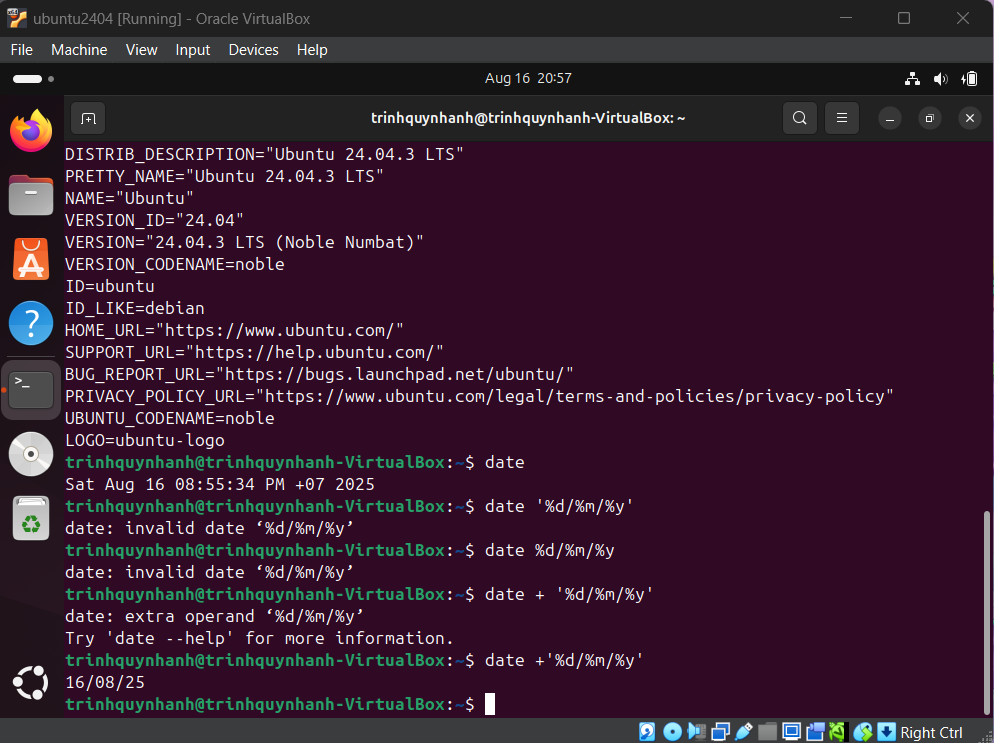 ubuntu2404 [Running] - Oracle VirtualBox
File Machine View Input Devices Help
Aug 16 20:57
trinhquynhanh@trinhquynhanh-VirtualBox: ~
DISTRIB_DESCRIPTION="Ubuntu 24.04.3 LTS"
PRETTY_NAME="Ubuntu 24.04.3 LTS"
NAME="Ubuntu"
VERSION_ID="24.04"
VERSION="24.04.3 LTS (Noble Numbat)"
VERSION_CODENAME=noble
ID=ubuntu
ID_LIKE=debian
HOME_URL="https://www.ubuntu.com/"
SUPPORT_URL="https://help.ubuntu.com/"
BUG_REPORT_URL="https://bugs.launchpad.net/ubuntu/"
PRIVACY_POLICY_URL="https://www.ubuntu.com/legal/terms-and-policies/privacy-policy"
UBUNTU_CODENAME=noble
LOGO=ubuntu-logo
trinhquynhanh@trinhquynhanh-VirtualBox:~$ date
Sat Aug 16 08:55:34 PM +07 2025
trinhquynhanh@trinhquynhanh-VirtualBox:~$ date '%d/%m/%y'
date: invalid date ‘%d/%m/%y’
trinhquynhanh@trinhquynhanh-VirtualBox:~$ date %d/%m/%y
date: invalid date ‘%d/%m/%y’
trinhquynhanh@trinhquynhanh-VirtualBox:~$ date + '%d/%m/%y'
date: extra operand ‘%d/%m/%y’
Try 'date --help' for more information.
trinhquynhanh@trinhquynhanh-VirtualBox:~$ date +'%d/%m/%y'
16/08/25
trinhquynhanh@trinhquynhanh-VirtualBox:~$
Right Ctrl